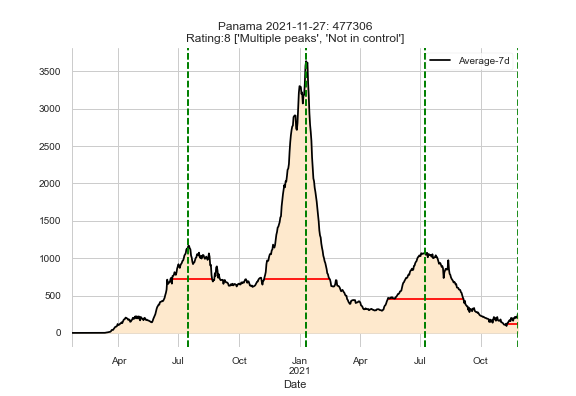 Panama 2021-11-27: 477306
Rating:8 ['Multiple peaks', 'Not in control']
Average-7d
3500
3000
2500
2000
1500
1000
500
0
Apr
Jul
Oct
Jan
2021
Apr
Jul
Oct
Date